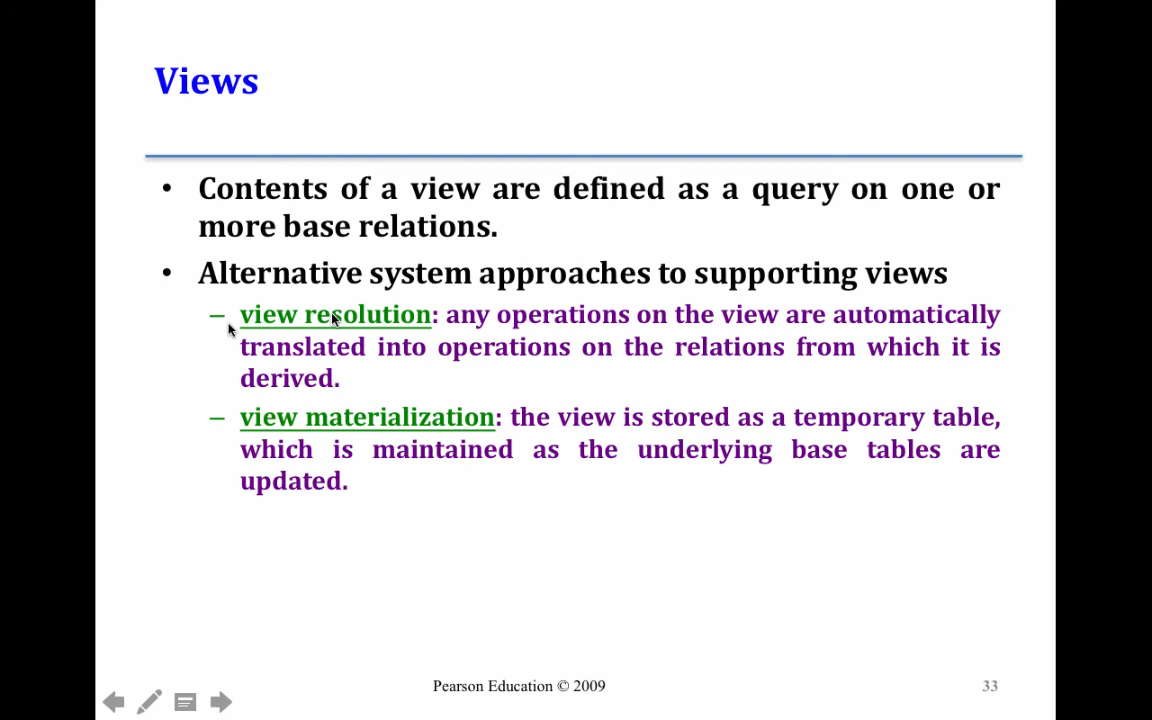 Views
• Contents of a view are defined as a query on one or
more base relations.
• Alternative system approaches to supporting views
– view resolution: any operations on the view are automatically
translated into operations on the relations from which it is
derived.
– view materialization: the view is stored as a temporary table,
which is maintained as the underlying base tables are
updated.
Pearson Education © 2009
33